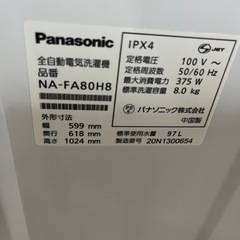 Panasonic
全自動電気洗濯機
品番
NA-FA80H8
外形寸法
幅 599 mm
奥行 618 mm
高さ 1024 mm
IPX4
JET
定格電圧 100 V～
定格周波数 50/60 Hz
最大消費電力 375 W
標準洗濯容量 8.0kg
パナソニック株式会社
中国製
標準使用水量 97 L
製造番号 20N1300654